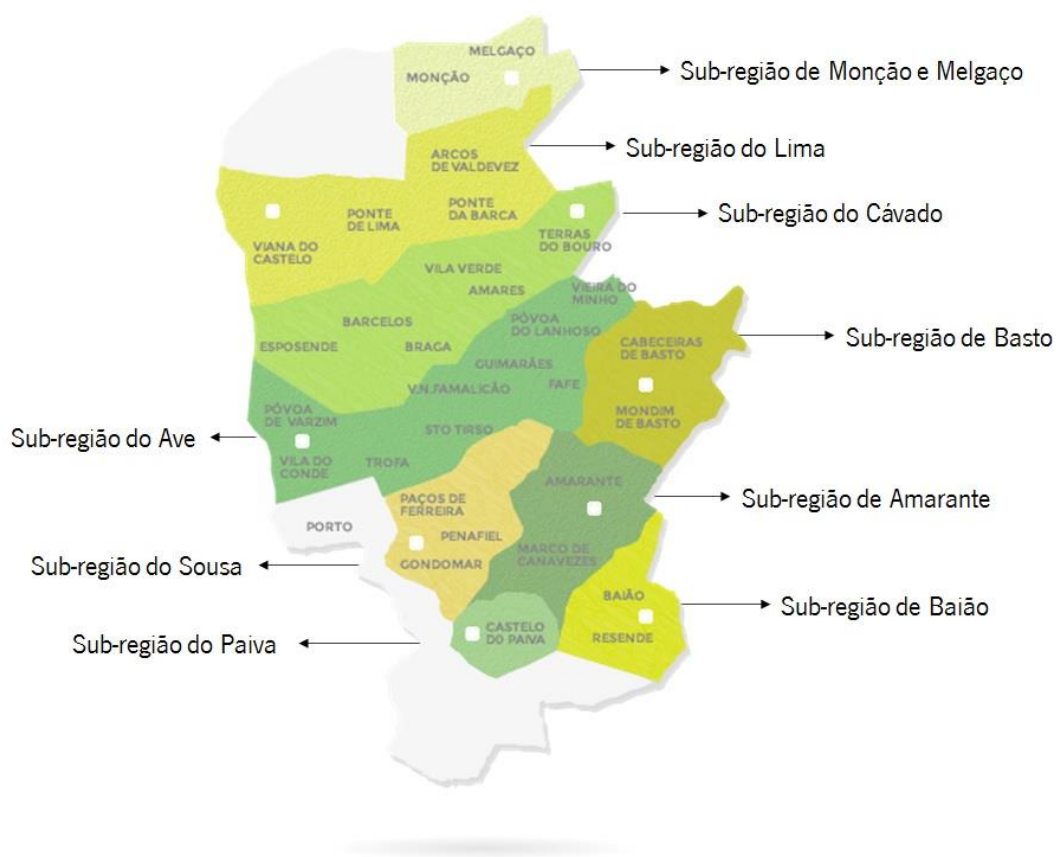 MELGAÇO
MONÇÃO
Sub-região de Monção e Melgaço
ARCOS
DE VALDEVEZ
Sub-região do Lima
PONTE
DE LIMA
PONTE
DA BARCA
VIANA DO
CASTELO
TERRAS
DO BOURO
Sub-região do Cávado
VILA VERDE
AMARES
VIEIRA DO
MINHO
BARCELOS
PÓVOA
DO LANHOSO
ESPOSENDE
BRAGA
CABECEIRAS
DE BASTO
Sub-região de Basto
GUIMARÃES
V.N.FAMALICÃO
FAFE
MONDIM
DE BASTO
PÓVOA
DE VARZIM
STO TIRSO
Sub-região do Ave
VILA DO
CONDE
TROFA
AMARANTE
PAÇOS DE
FERREIRA
Sub-região de Amarante
PORTO
PENAFIEL
GONDOMAR
MARCO DE
CANAVEZES
Sub-região do Sousa
BAIÃO
RESENDE
Sub-região de Baião
CASTELO
DO PAIVA
Sub-região do Paiva